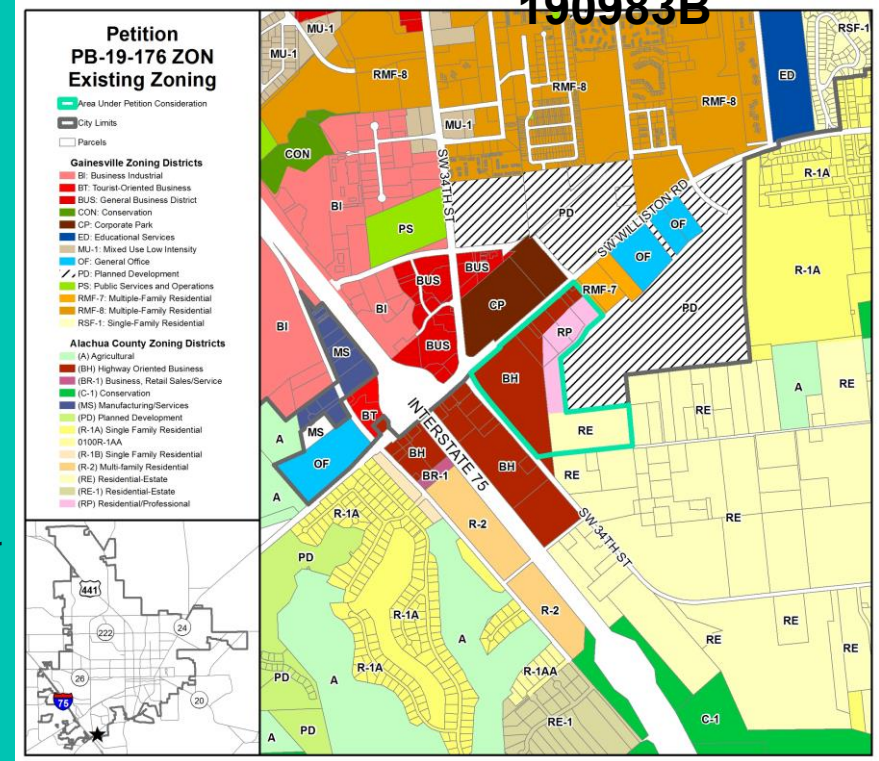 190983B
Petition
PB-19-176 ZON
Existing Zoning
Area Under Petition Consideration
City Limits
Parcels
Gainesville Zoning Districts
BI: Business Industrial
BT: Tourist-Oriented Business
BUS: General Business District
CON: Conservation
CP: Corporate Park
ED: Educational Services
MU-1: Mixed Use Low Intensity
OF: General Office
PD: Planned Development
PS: Public Services and Operations
RMF-7: Multiple-Family Residential
RMF-8: Multiple-Family Residential
RSF-1: Single-Family Residential
Alachua County Zoning Districts
(A) Agricultural
(BH) Highway Oriented Business
(BR-1) Business, Retail Sales/Service
(C-1) Conservation
(MS) Manufacturing/Services
(PD) Planned Development
(R-1A) Single Family Residential
0100R-1AA
(R-1B) Single Family Residential
(R-2) Multi-family Residential
(RE) Residential-Estate
(RE-1) Residential-Estate
(RP) Residential/Professional
441
222
24
26
75
20
MU-1
RSF-1
MU-1
RMF-8
ED
RMF-8
RMF-8
MU-1
CON
SW 34TH ST
R-1A
BI
PS
PD
SW WILLISTON RD
OF
OF
R-1A
BUS
BUS
RMF-7
BI
CP
PD
BI
RP
BUS
MS
BH
A
RE
BT
INTERSTATE 75
RE
RE
MS
A
BH
OF
BR-1
BH
RE
A
R-1A
R-2
SW 34TH ST
RE
PD
R-1A
R-2
A
RE
RE
RE
R-1A
R-1AA
PD
A
RE-1
C-1
PD
A